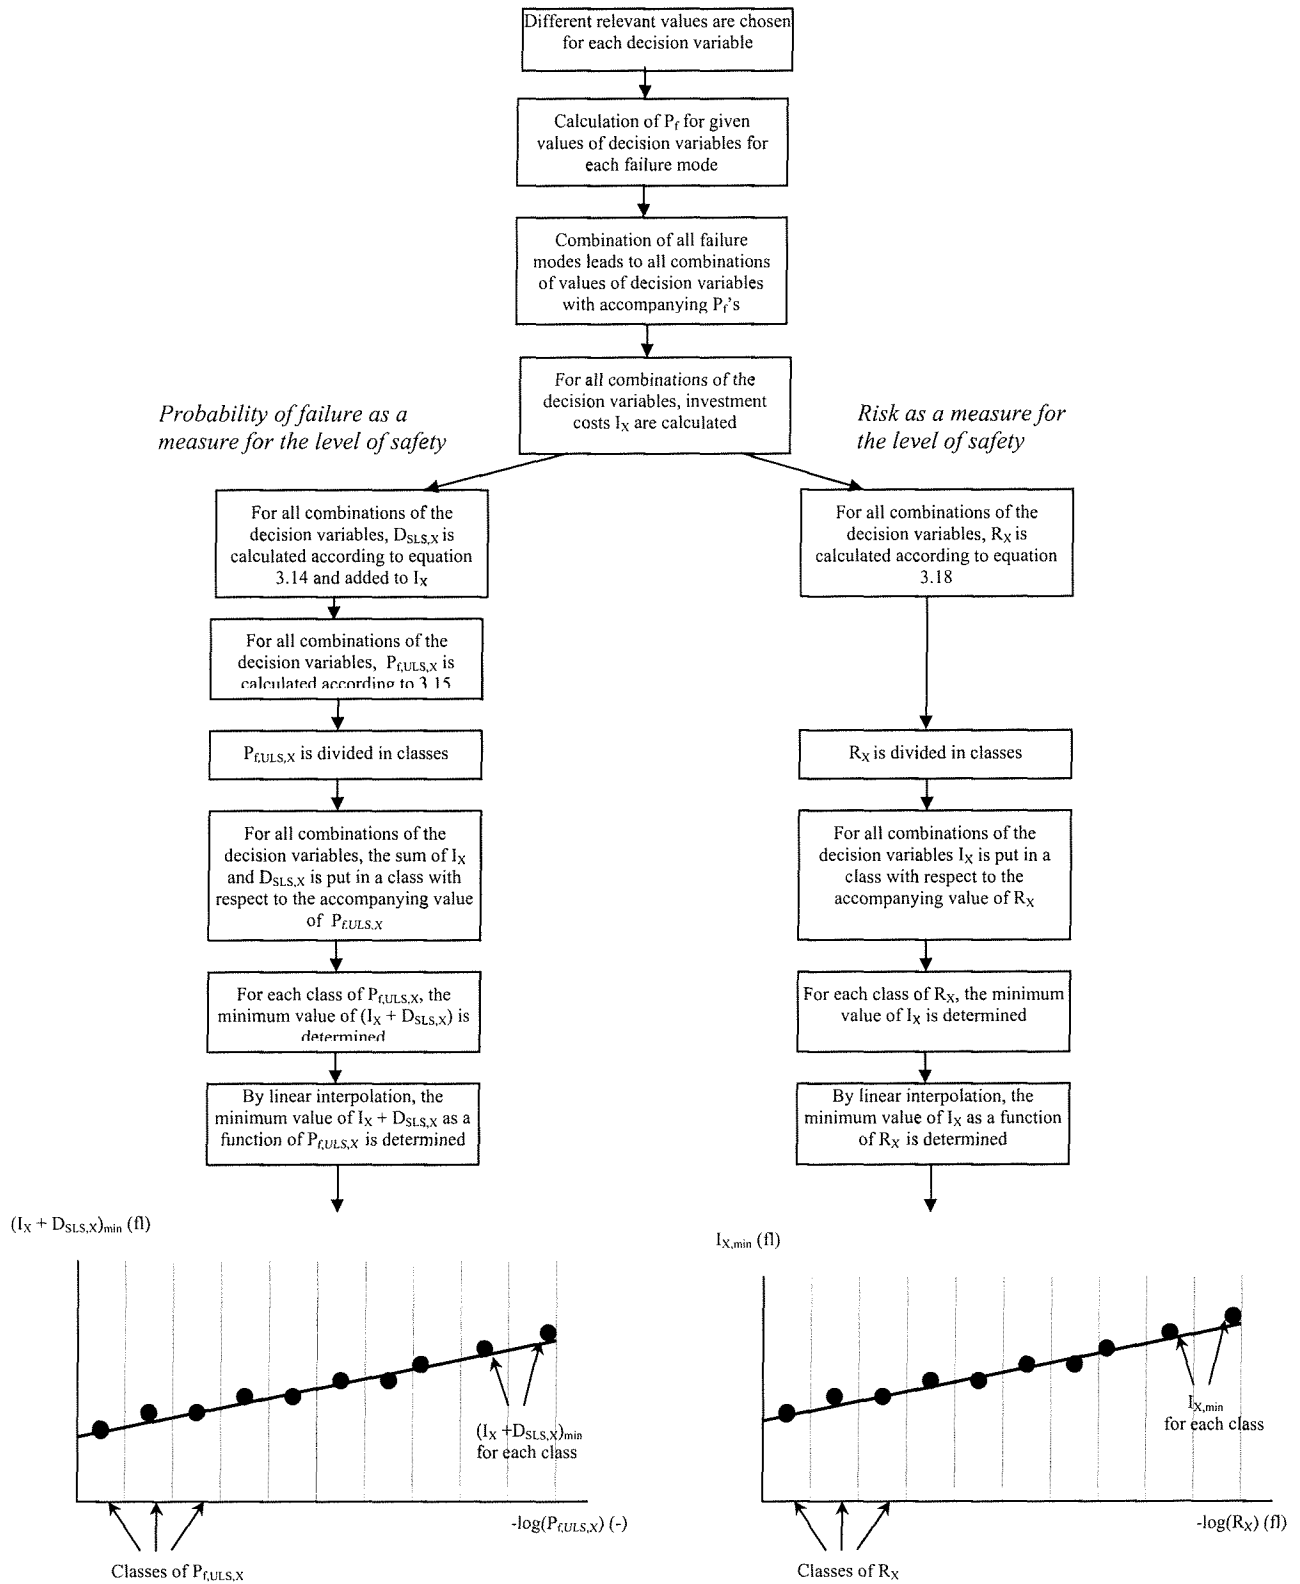 Different relevant values are chosen
for each decision variable
Calculation of Pf for given
values of decision variables for
each failure mode
Combination of all failure
modes leads to all combinations
of values of decision variables
with accompanying Pf's
For all combinations of the
decision variables, investment
costs IX are calculated
Probability of failure as a
measure for the level of safety
Risk as a measure for
the level of safety
For all combinations of the
decision variables, DSLS,X is
calculated according to equation
3.14 and added to IX
For all combinations of the
decision variables, Pf,ULS,X is
calculated according to 3.15
Pf,ULS,X is divided in classes
For all combinations of the
decision variables, the sum of IX
and DSLS,X is put in a class with
respect to the accompanying value
of Pf,ULS,X
For each class of Pf,ULS,X, the
minimum value of (IX + DSLS,X) is
determined
By linear interpolation, the
minimum value of IX + DSLS,X as a
function of Pf,ULS,X is determined
For all combinations of the
decision variables, RX is
calculated according to equation
3.18
RX is divided in classes
For all combinations of the
decision variables IX is put in a
class with respect to the
accompanying value of RX
For each class of RX, the minimum
value of IX is determined
By linear interpolation, the
minimum value of IX as a function
of RX is determined
(IX + DSLS,X)min (fl)
(IX +DSLS,X)min
for each class
-log(Pf,ULS,X) (-)
Classes of Pf,ULS,X
IX,min (fl)
IX,min
for each class
-log(RX) (fl)
Classes of RX